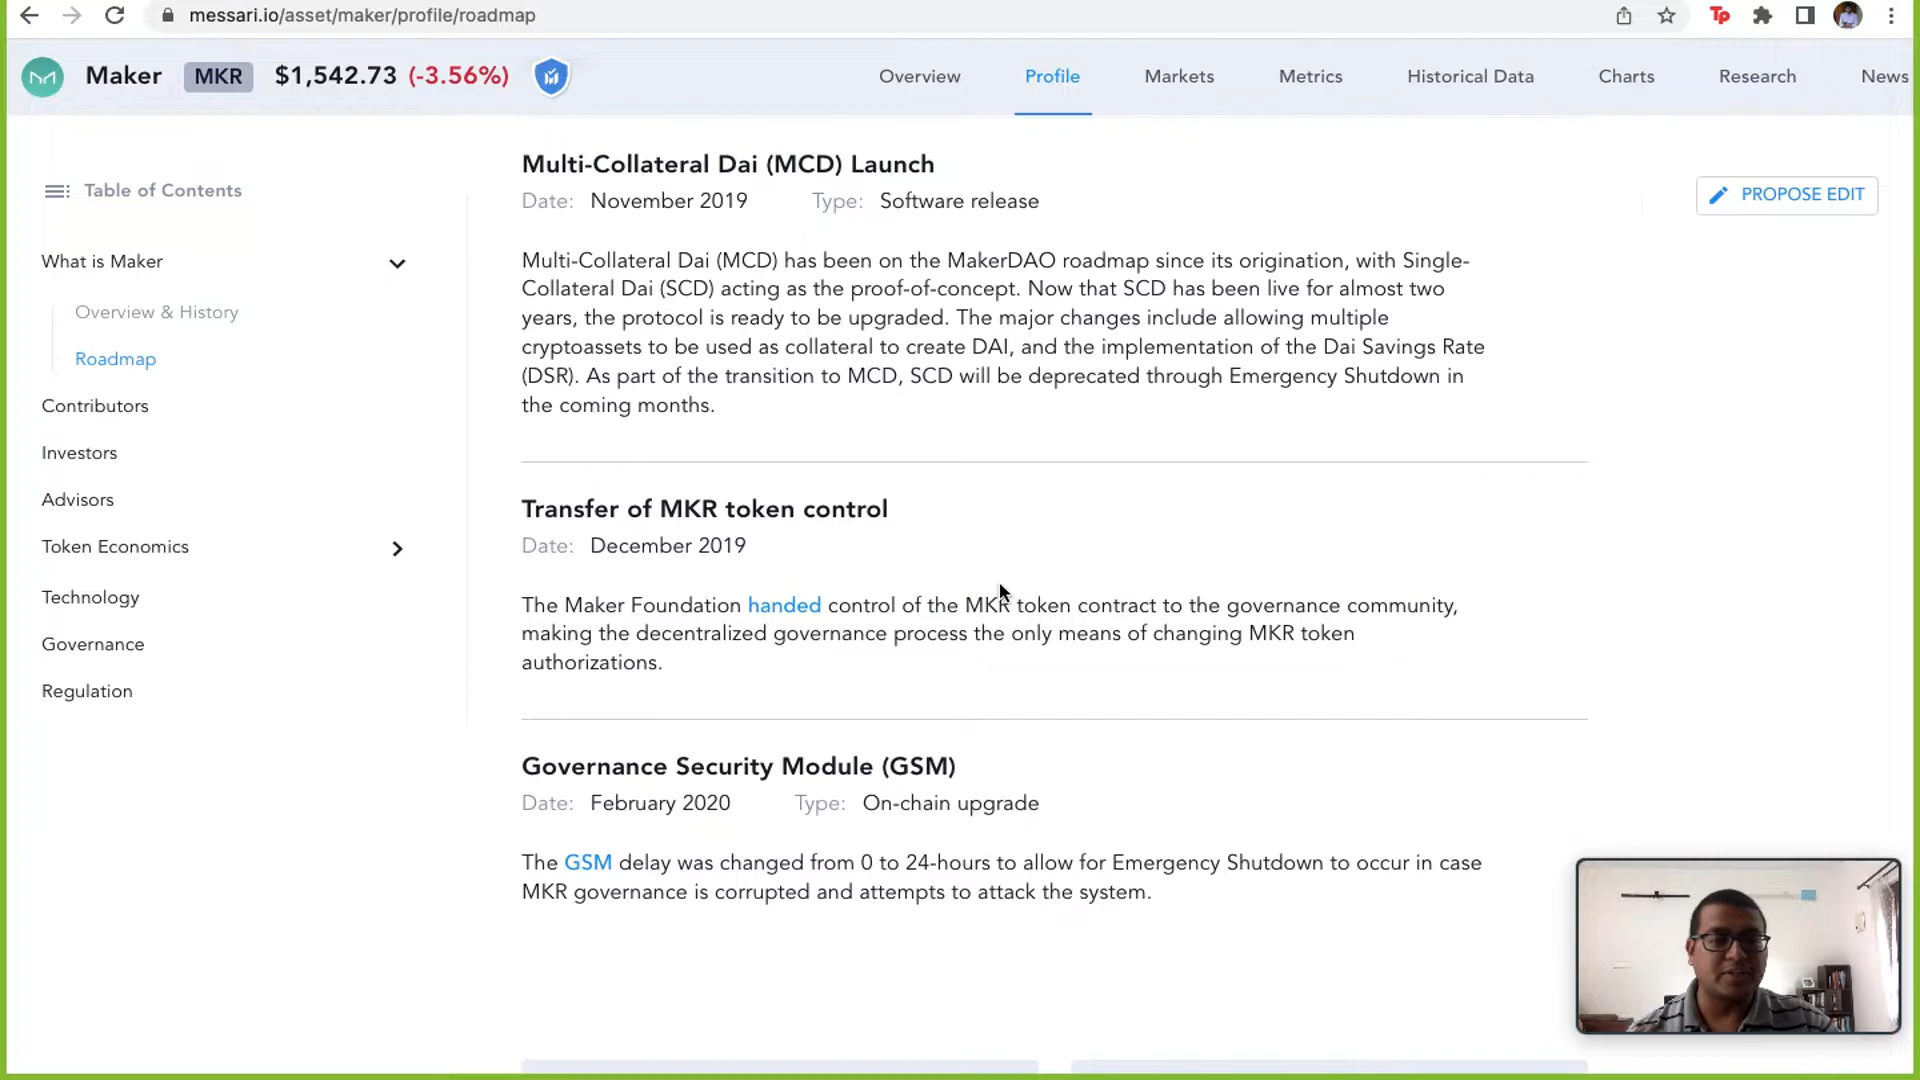 messari.io/asset/maker/profile/roadmap
Tp
Maker MKR $1,542.73 (-3.56%)
Overview Profile Markets Metrics Historical Data Charts Research News
Table of Contents
What is Maker
Overview & History
Roadmap
Contributors
Investors
Advisors
Token Economics
Technology
Governance
Regulation
Multi-Collateral Dai (MCD) Launch
Date: November 2019 Type: Software release
PROPOSE EDIT
Multi-Collateral Dai (MCD) has been on the MakerDAO roadmap since its origination, with Single-
Collateral Dai (SCD) acting as the proof-of-concept. Now that SCD has been live for almost two
years, the protocol is ready to be upgraded. The major changes include allowing multiple
cryptoassets to be used as collateral to create DAI, and the implementation of the Dai Savings Rate
(DSR). As part of the transition to MCD, SCD will be deprecated through Emergency Shutdown in
the coming months.
Transfer of MKR token control
Date: December 2019
The Maker Foundation handed control of the MKR token contract to the governance community,
making the decentralized governance process the only means of changing MKR token
authorizations.
Governance Security Module (GSM)
Date: February 2020 Type: On-chain upgrade
The GSM delay was changed from 0 to 24-hours to allow for Emergency Shutdown to occur in case
MKR governance is corrupted and attempts to attack the system.